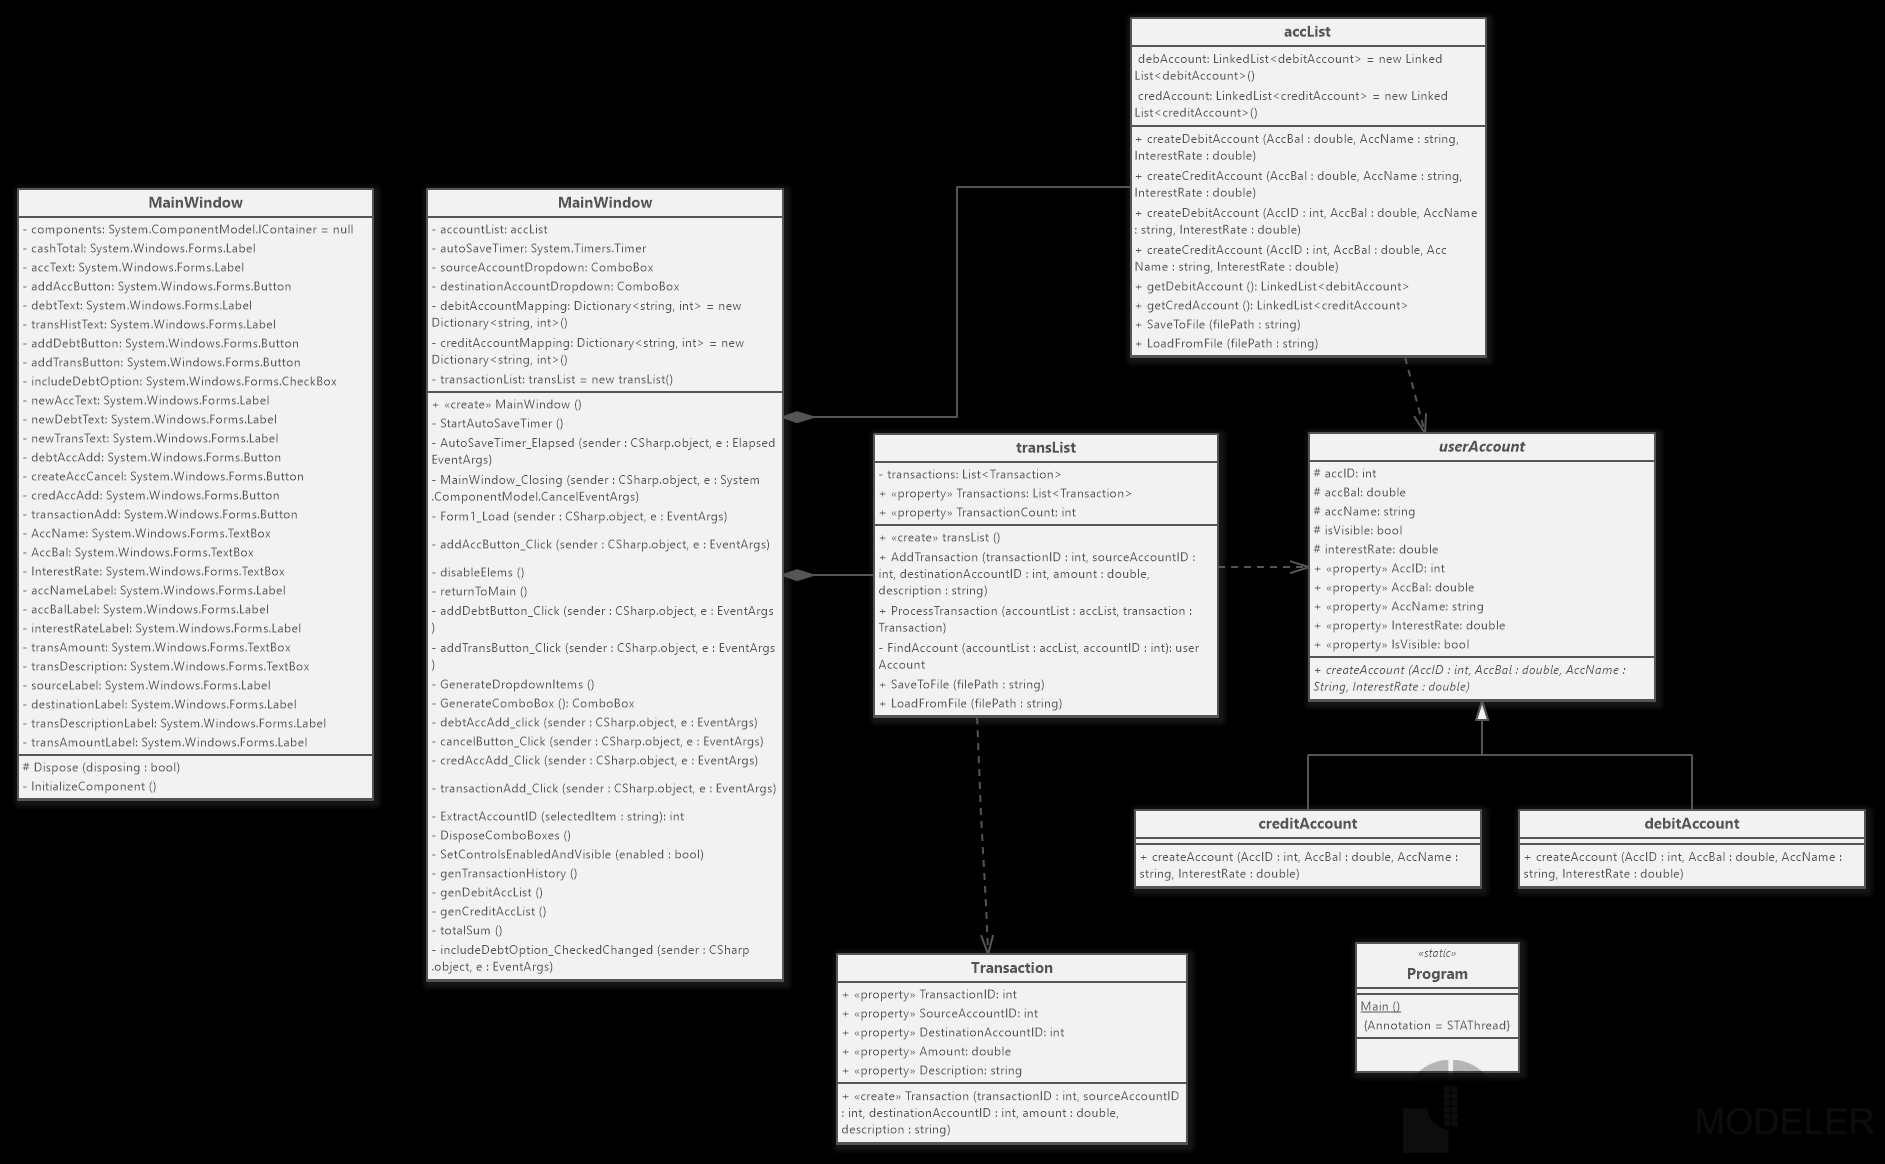 accList
debAccount: LinkedList<debitAccount> = new Linked
List<debitAccount>()
credAccount: LinkedList<creditAccount> = new Linked
List<creditAccount>()
+ createDebitAccount (AccBal : double, AccName : string,
InterestRate : double)
+ createCreditAccount (AccBal : double, AccName : string,
InterestRate : double)
+ createDebitAccount (AccID : int, AccBal : double, AccName
: string, InterestRate : double)
+ createCreditAccount (AccID : int, AccBal : double, Acc
Name : string, InterestRate : double)
+ getDebitAccount (): LinkedList<debitAccount>
+ getCredAccount (): LinkedList<creditAccount>
+ SaveToFile (filePath : string)
+ LoadFromFile (filePath : string)
MainWindow
- components: System.ComponentModel.IContainer = null
- cashTotal: System.Windows.Forms.Label
- accText: System.Windows.Forms.Label
- addAccButton: System.Windows.Forms.Button
- debtText: System.Windows.Forms.Label
- transHistText: System.Windows.Forms.Label
- addDebtButton: System.Windows.Forms.Button
- addTransButton: System.Windows.Forms.Button
- includeDebtOption: System.Windows.Forms.CheckBox
- newAccText: System.Windows.Forms.Label
- newDebtText: System.Windows.Forms.Label
- newTransText: System.Windows.Forms.Label
- debtAccAdd: System.Windows.Forms.Button
- createAccCancel: System.Windows.Forms.Button
- credAccAdd: System.Windows.Forms.Button
- transactionAdd: System.Windows.Forms.Button
- AccName: System.Windows.Forms.TextBox
- AccBal: System.Windows.Forms.TextBox
- InterestRate: System.Windows.Forms.TextBox
- accNameLabel: System.Windows.Forms.Label
- accBalLabel: System.Windows.Forms.Label
- interestRateLabel: System.Windows.Forms.Label
- transAmount: System.Windows.Forms.TextBox
- transDescription: System.Windows.Forms.TextBox
- sourceLabel: System.Windows.Forms.Label
- destinationLabel: System.Windows.Forms.Label
- transDescriptionLabel: System.Windows.Forms.Label
- transAmountLabel: System.Windows.Forms.Label
# Dispose (disposing : bool)
- InitializeComponent ()
MainWindow
- accountList: accList
- autoSaveTimer: System.Timers.Timer
- sourceAccountDropdown: ComboBox
- destinationAccountDropdown: ComboBox
- debitAccountMapping: Dictionary<string, int> = new
Dictionary<string, int>()
- creditAccountMapping: Dictionary<string, int> = new
Dictionary<string, int>()
- transactionList: transList = new transList()
+ «create» MainWindow ()
- StartAutoSaveTimer ()
- AutoSaveTimer_Elapsed (sender : CSharp.object, e : Elapsed
EventArgs)
- MainWindow_Closing (sender : CSharp.object, e : System
.ComponentModel.CancelEventArgs)
- Form1_Load (sender : CSharp.object, e : EventArgs)
- addAccButton_Click (sender : CSharp.object, e : EventArgs)
- disableElems ()
- returnToMain ()
- addDebtButton_Click (sender : CSharp.object, e : EventArgs
)
- addTransButton_Click (sender : CSharp.object, e : EventArgs
)
- GenerateDropdownItems ()
- GenerateComboBox (): ComboBox
- debtAccAdd_click (sender : CSharp.object, e : EventArgs)
- cancelButton_Click (sender : CSharp.object, e : EventArgs)
- credAccAdd_Click (sender : CSharp.object, e : EventArgs)
- transactionAdd_Click (sender : CSharp.object, e : EventArgs)
- ExtractAccountID (selectedItem : string): int
- DisposeComboBoxes ()
- SetControlsEnabledAndVisible (enabled : bool)
- genTransactionHistory ()
- genDebitAccList ()
- genCreditAccList ()
- totalSum ()
- includeDebtOption_CheckedChanged (sender : CSharp
.object, e : EventArgs)
transList
- transactions: List<Transaction>
+ «property» Transactions: List<Transaction>
+ «property» TransactionCount: int
+ «create» transList ()
+ AddTransaction (transactionID : int, sourceAccountID :
int, destinationAccountID : int, amount : double,
description : string)
+ ProcessTransaction (accountList : accList, transaction :
Transaction)
- FindAccount (accountList : accList, accountID : int): user
Account
+ SaveToFile (filePath : string)
+ LoadFromFile (filePath : string)
userAccount
# accID: int
# accBal: double
# accName: string
# isVisible: bool
# interestRate: double
+ «property» AccID: int
+ «property» AccBal: double
+ «property» AccName: string
+ «property» InterestRate: double
+ «property» IsVisible: bool
+ createAccount (AccID : int, AccBal : double, AccName :
String, InterestRate : double)
creditAccount
+ createAccount (AccID : int, AccBal : double, AccName :
string, InterestRate : double)
debitAccount
+ createAccount (AccID : int, AccBal : double, AccName :
string, InterestRate : double)
Transaction
+ «property» TransactionID: int
+ «property» SourceAccountID: int
+ «property» DestinationAccountID: int
+ «property» Amount: double
+ «property» Description: string
+ «create» Transaction (transactionID : int, sourceAccountID
: int, destinationAccountID : int, amount : double,
description : string)
«static»
Program
Main ()
{Annotation = STAThread}
MODELER